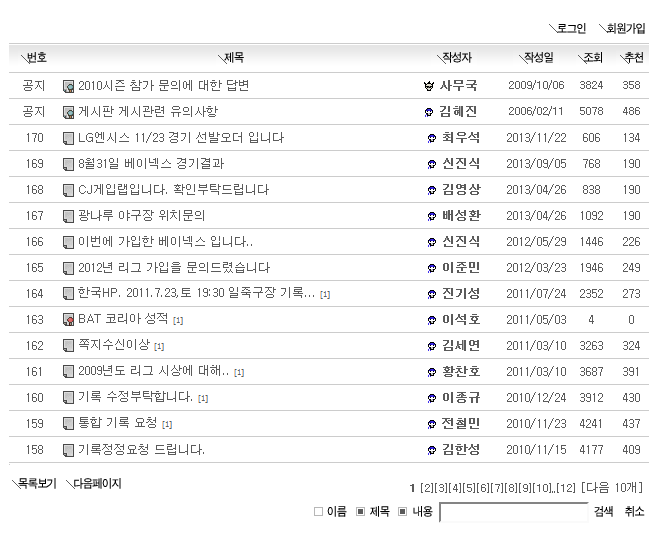 로그인 회원가입
번호 제목 작성자 작성일 조회 추천
공지 2010시즌 참가 문의에 대한 답변 사무국 2009/10/06 3824 358
공지 게시판 게시관련 유의사항 김혜진 2006/02/11 5078 486
170 LG엔시스 11/23 경기 선발오더 입니다 최우석 2013/11/22 606 134
169 8월31일 베이넥스 경기결과 신진식 2013/09/05 768 190
168 CJ게입랩입니다. 확인부탁드립니다 김영상 2013/04/26 838 190
167 광나루 야구장 위치문의 배성환 2013/04/26 1092 190
166 이번에 가입한 베이넥스 입니다.. 신진식 2012/05/29 1446 226
165 2012년 리그 가입을 문의드렸습니다 이준민 2012/03/23 1946 249
164 한국HP. 2011.7.23,토 19:30 일죽구장 기록... [1] 진기성 2011/07/24 2352 273
163 BAT 코리아 성적 [1] 이석호 2011/05/03 4 0
162 쪽지수신이상 [1] 김세연 2011/03/10 3263 324
161 2009년도 리그 시상에 대해.. [1] 황찬호 2011/03/10 3687 391
160 기록 수정부탁합니다. [1] 이종규 2010/12/24 3912 430
159 통합 기록 요청 [1] 전철민 2010/11/23 4241 437
158 기록정정요청 드립니다. 김한성 2010/11/15 4177 409
목록보기 다음페이지 1 [2][3][4][5][6][7][8][9][10]..[12] [다음 10개]
이름 제목 내용 검색 취소